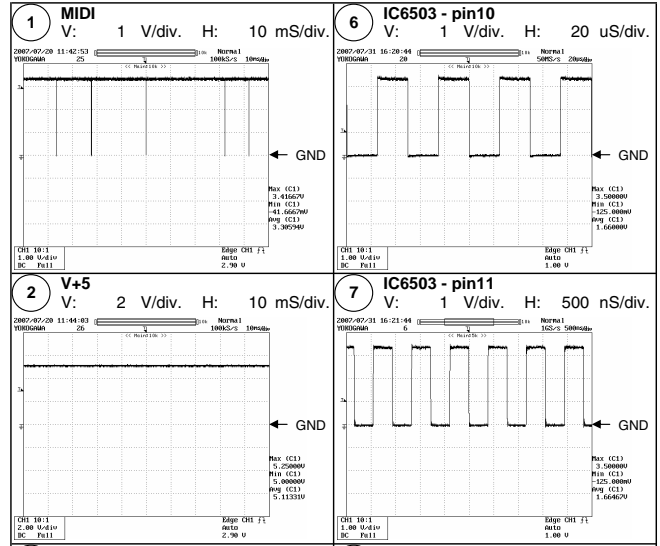 1 MIDI
V: 1 V/div. H: 10 mS/div.
2007/07/20 11:42:53 10k Normal
YOKOGAWA 25 100kS/s 10ms/div
<< Main:10k >>
GND
Max (C1)
3.41667V
Min (C1)
-41.6667mV
Avg (C1)
3.30594V
CH1 10:1
1.00 V/div
DC Full
Edge CH1
Auto
2.90 V
6 IC6503 - pin10
V: 1 V/div. H: 20 uS/div.
2007/07/31 16:20:44 10k Normal
YOKOGAWA 20 50MS/s 20us/div
<< Main:10k >>
GND
Max (C1)
3.50000V
Min (C1)
-125.000mV
Avg (C1)
1.66000V
CH1 10:1
1.00 V/div
DC Full
Edge CH1
Auto
1.00 V
2 V+5
V: 2 V/div. H: 10 mS/div.
2007/07/20 11:44:03 10k Normal
YOKOGAWA 26 100kS/s 10ms/div
<< Main:10k >>
GND
Max (C1)
5.25000V
Min (C1)
5.00000V
Avg (C1)
5.11331V
CH1 10:1
2.00 V/div
DC Full
Edge CH1
Auto
2.90 V
7 IC6503 - pin11
V: 1 V/div. H: 500 nS/div.
2007/07/31 16:21:44 10k Normal
YOKOGAWA 6 1GS/s 500ns/div
GND
Max (C1)
3.50000V
Min (C1)
-125.000mV
Avg (C1)
1.66467V
CH1 10:1
1.00 V/div
DC Full
Edge CH1
Auto
1.00 V